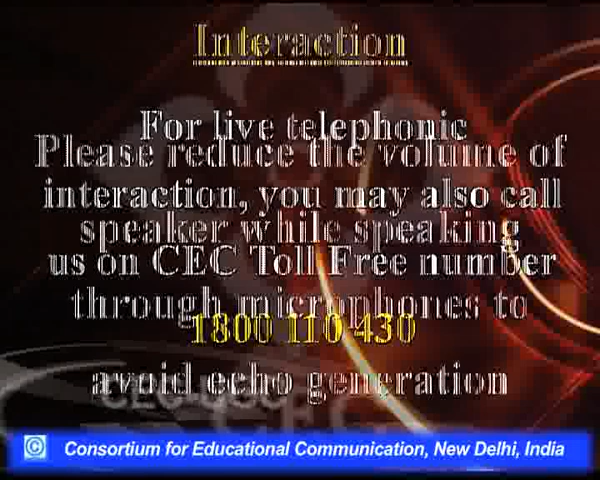 Interaction
For live telephonic
Please reduce the volume of
interaction, you may also call
speaker while speaking
us on CEC Toll Free number
through microphones to
1800 110 430
avoid echo generation
© Consortium for Educational Communication, New Delhi, India